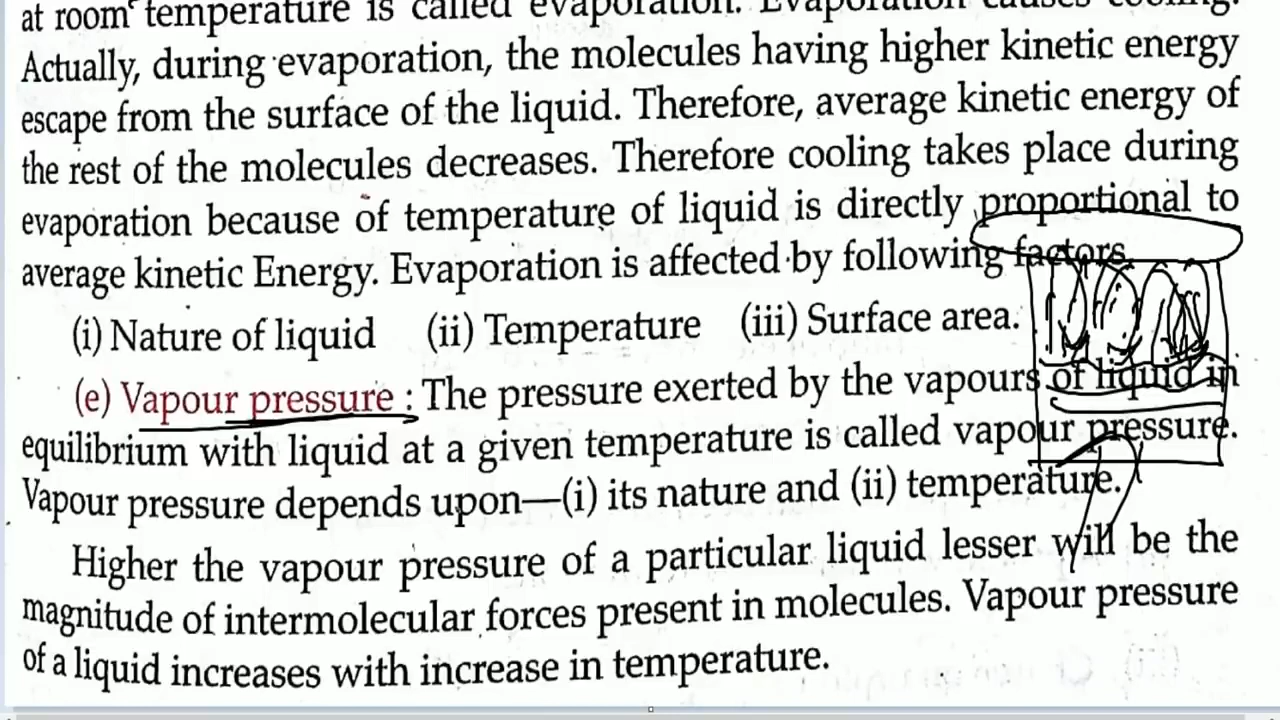 at room temperature is called evaporation. Evaporation causes cooling.
Actually, during evaporation, the molecules having higher kinetic energy
escape from the surface of the liquid. Therefore, average kinetic energy of
the rest of the molecules decreases. Therefore cooling takes place during
evaporation because of temperature of liquid is directly proportional to
average kinetic Energy. Evaporation is affected by following factors.
(i) Nature of liquid (ii) Temperature (iii) Surface area.
(e) Vapour pressure : The pressure exerted by the vapours of liquid in
equilibrium with liquid at a given temperature is called vapour pressure.
Vapour pressure depends upon—(i) its nature and (ii) temperature.
Higher the vapour pressure of a particular liquid lesser will be the
magnitude of intermolecular forces present in molecules. Vapour pressure
of a liquid increases with increase in temperature.